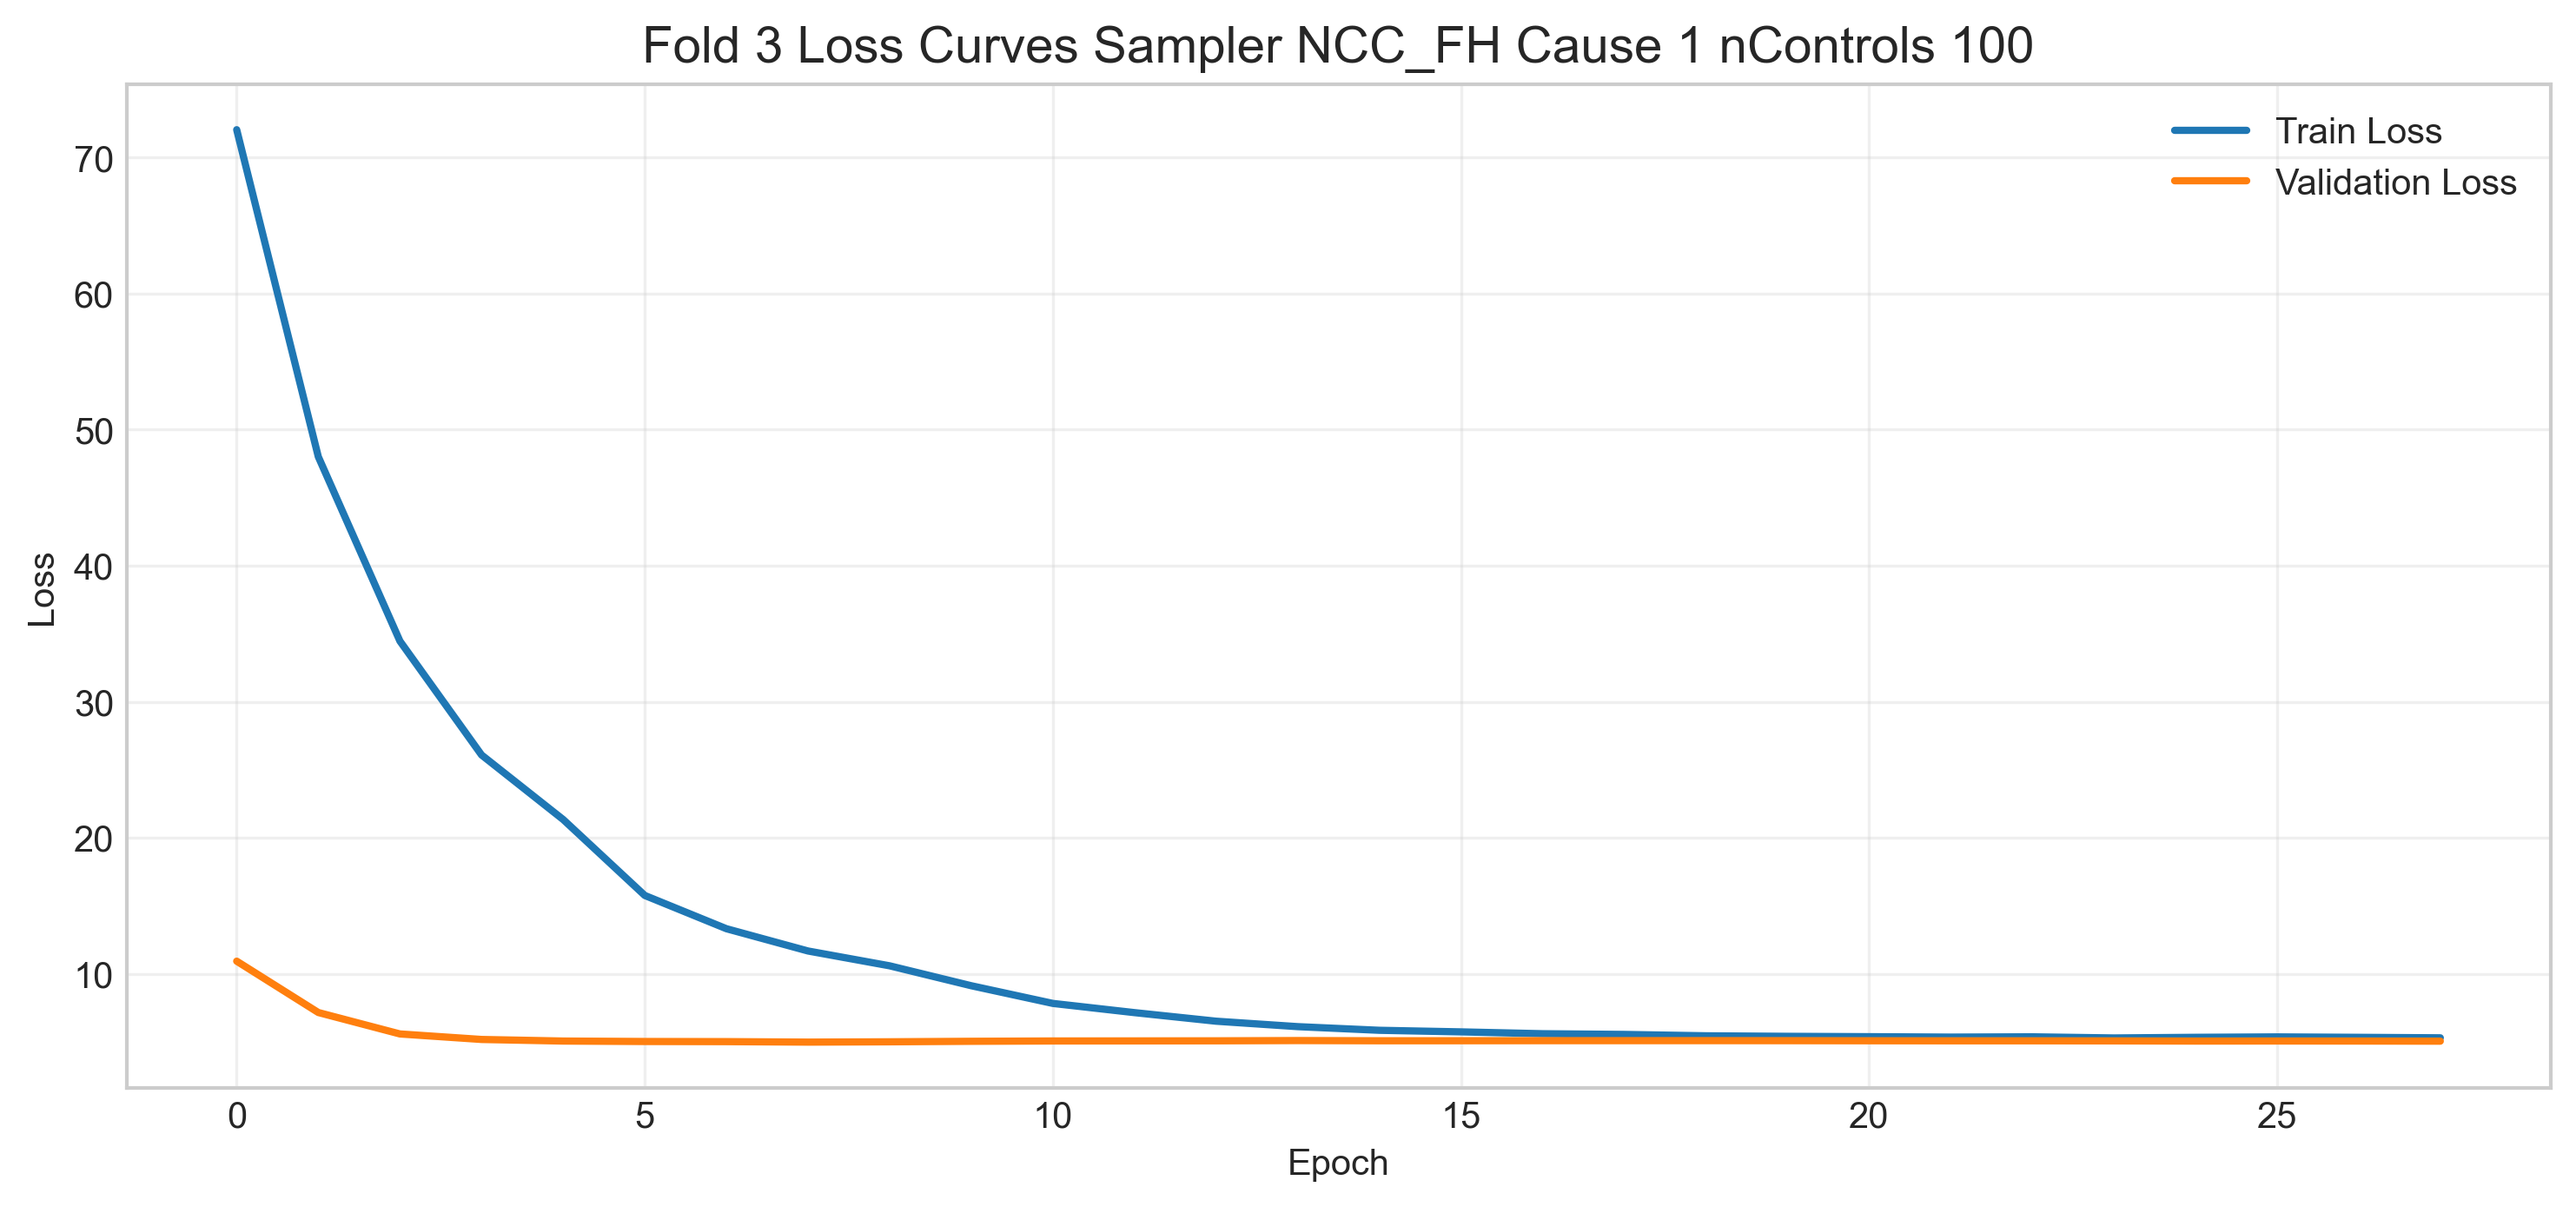 Fold 3 Loss Curves Sampler NCC_FH Cause 1 nControls 100
Train Loss
Validation Loss
70
60
50
40
30
20
10
Loss
0 5 10 15 20 25
Epoch